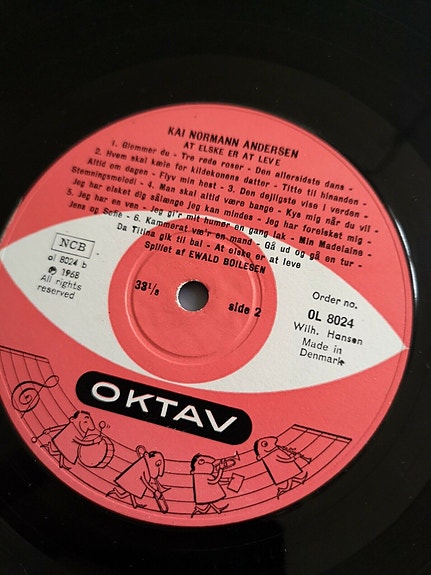 KAI NORMANN ANDERSEN
AT ELSKE ER AT LEVE
1. Glemmer du - Tre røde roser - Den allersidste dans -
2. Hvem skal kæle for kildekonens datter - Titte til hinanden -
Altid om dagen - Flyv min hest - 3. Den dejligste vise i verden -
Stemningsmelodi - 4. Man skal altid være bange - Kys mig når du vil -
Jeg har elsket dig sålænge jeg kan mindes - Jeg har forelsket mig -
5. Jeg har en ven - Jeg gi'r mit humør en gang lak - Min Madelaine -
Jens og Sofie - 6. Kammerat vær en mand - Gå ud og gå en tur -
Da Titina gik til bal - At elske er at leve
Spillet af EWALD BOILESEN
NCB
ol 8024 b
℗ 1968
All rights
reserved
33⅓
side 2
Order no.
OL 8024
Wilh. Hansen
Made in
Denmark
OKTAV